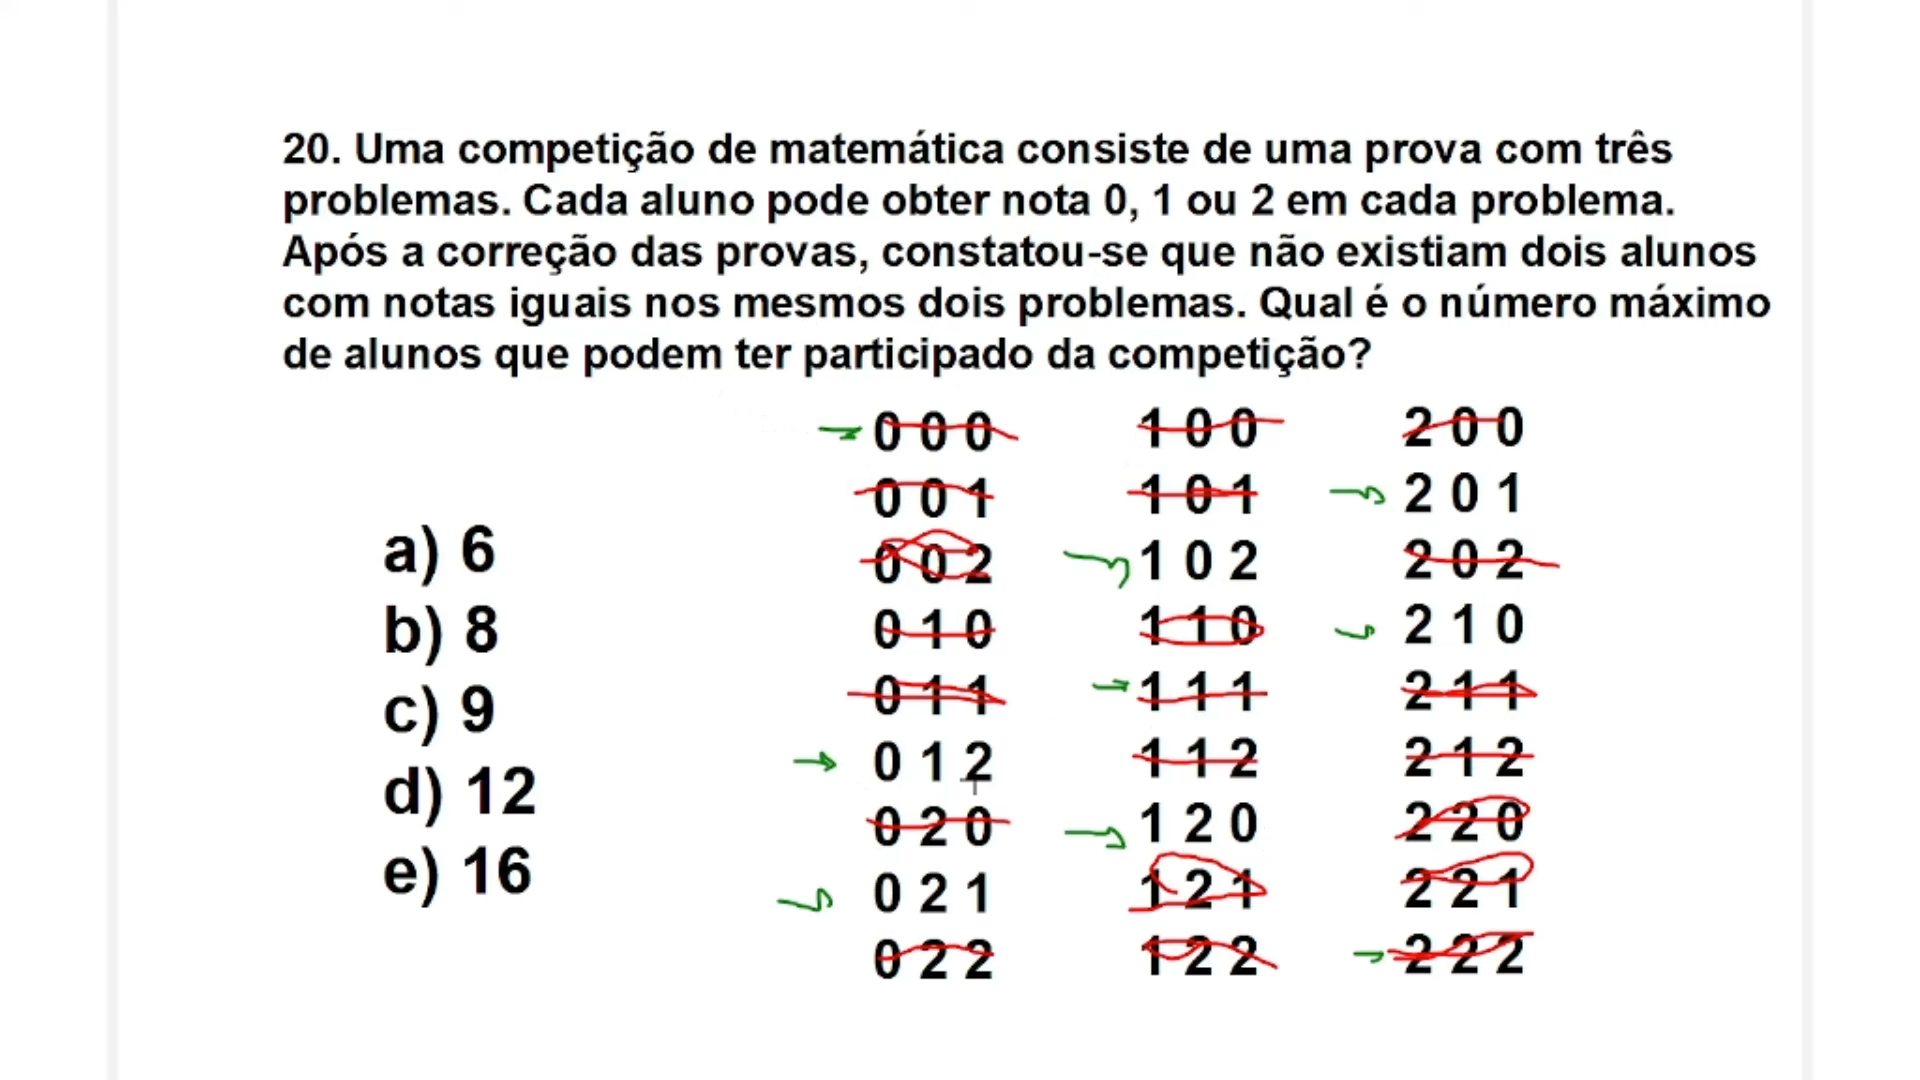 20. Uma competição de matemática consiste de uma prova com três
problemas. Cada aluno pode obter nota 0, 1 ou 2 em cada problema.
Após a correção das provas, constatou-se que não existiam dois alunos
com notas iguais nos mesmos dois problemas. Qual é o número máximo
de alunos que podem ter participado da competição?
a) 6
b) 8
c) 9
d) 12
e) 16
0 0 0
0 0 1
0 0 2
0 1 0
0 1 1
0 1 2
0 2 0
0 2 1
0 2 2
1 0 0
1 0 1
1 0 2
1 1 0
1 1 1
1 1 2
1 2 0
1 2 1
1 2 2
2 0 0
2 0 1
2 0 2
2 1 0
2 1 1
2 1 2
2 2 0
2 2 1
2 2 2